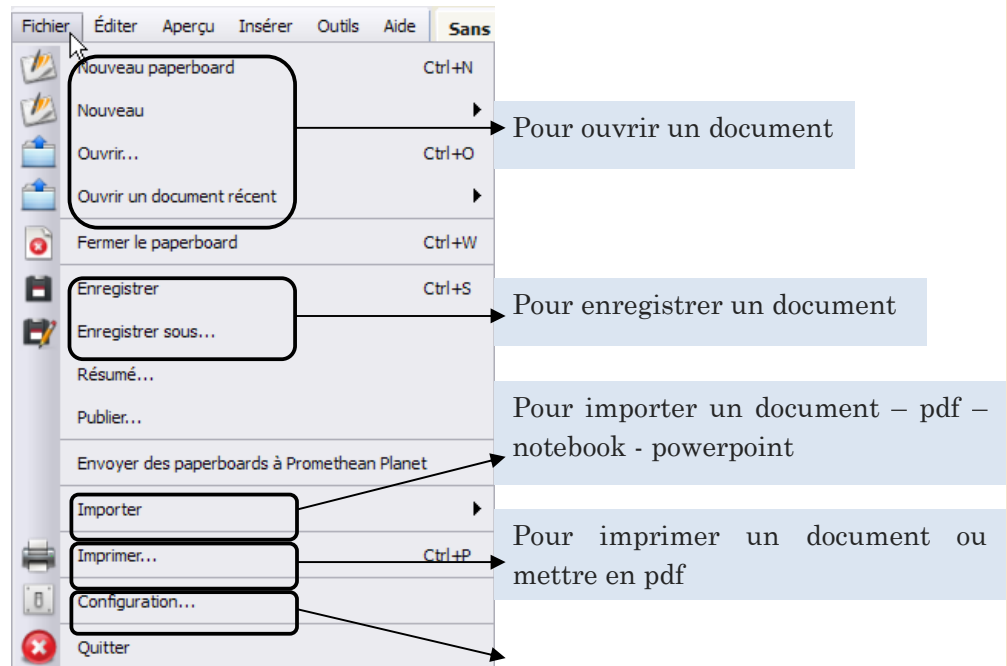 Fichier Éditer Aperçu Insérer Outils Aide Sans
Nouveau paperboard Ctrl+N
Nouveau
Pour ouvrir un document
Ouvrir... Ctrl+O
Ouvrir un document récent
Fermer le paperboard Ctrl+W
Enregistrer Ctrl+S
Pour enregistrer un document
Enregistrer sous...
Résumé...
Publier...
Pour importer un document – pdf –
notebook - powerpoint
Envoyer des paperboards à Promethean Planet
Importer
Pour imprimer un document ou
mettre en pdf
Imprimer... Ctrl+P
Configuration...
Quitter